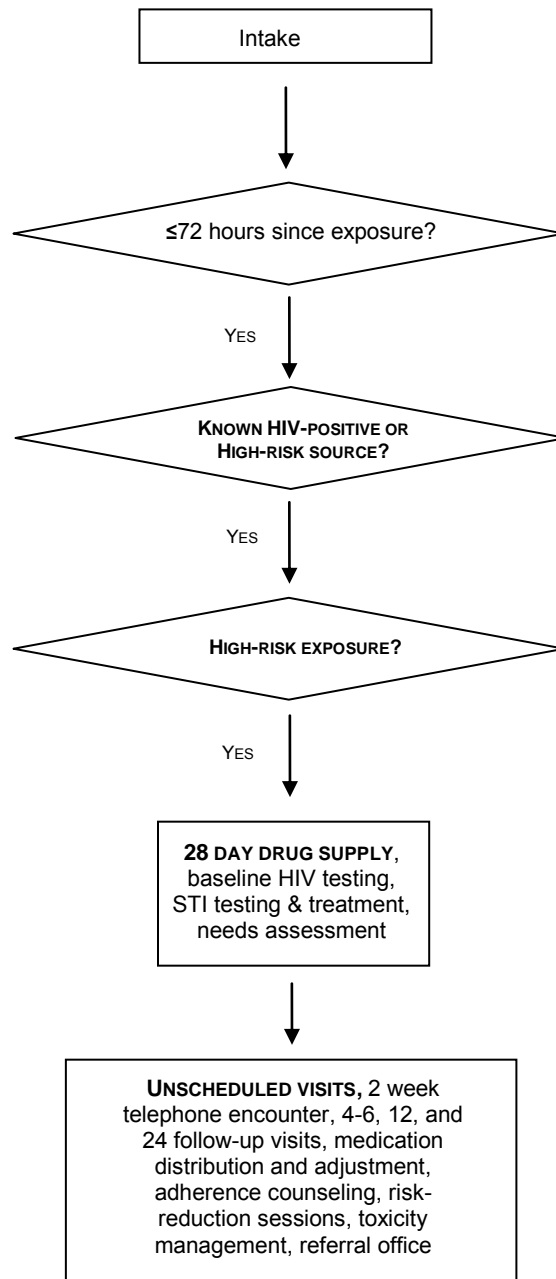 Intake
≤72 hours since exposure?
YES
KNOWN HIV-POSITIVE OR
HIGH-RISK SOURCE?
YES
HIGH-RISK EXPOSURE?
YES
28 DAY DRUG SUPPLY,
baseline HIV testing,
STI testing & treatment,
needs assessment
UNSCHEDULED VISITS, 2 week
telephone encounter, 4-6, 12, and
24 follow-up visits, medication
distribution and adjustment,
adherence counseling, risk-
reduction sessions, toxicity
management, referral office